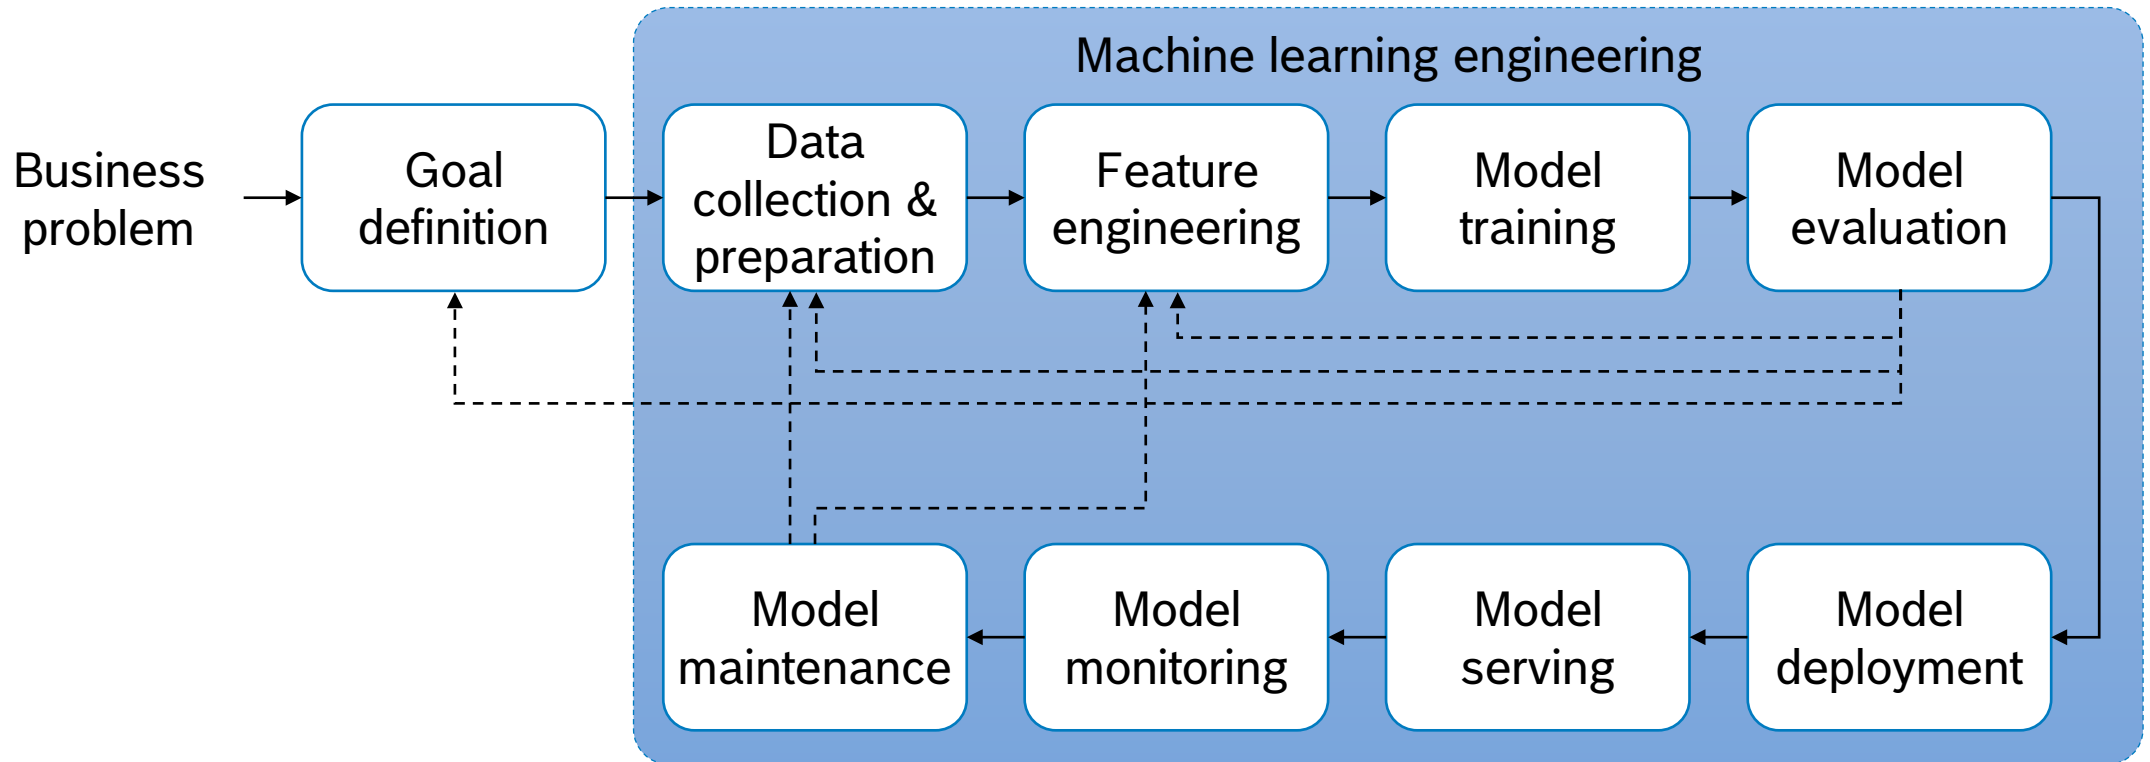 Machine learning engineering
Business
problem
Goal
definition
Data
collection &
preparation
Feature
engineering
Model
training
Model
evaluation
Model
maintenance
Model
monitoring
Model
serving
Model
deployment